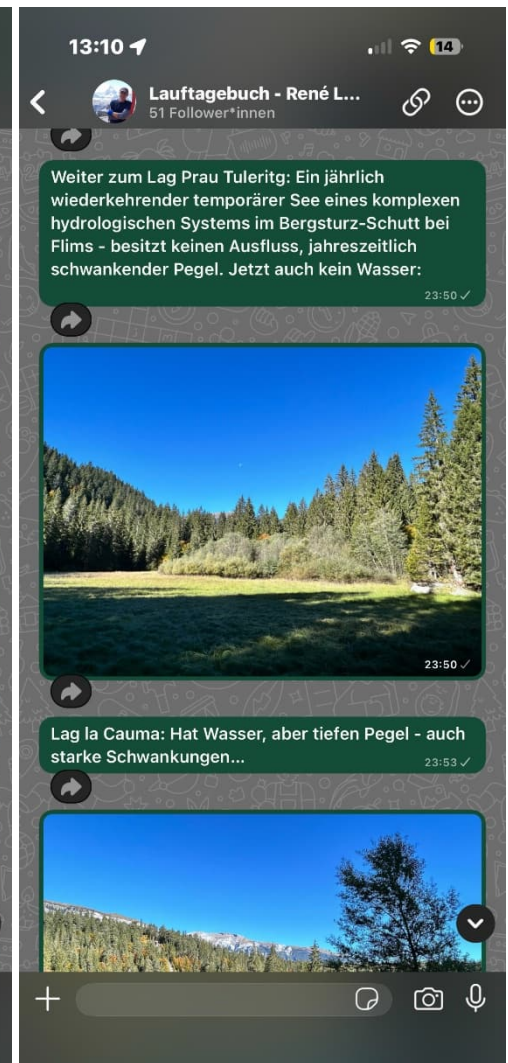 13:10
14
Lauftagebuch - René L...
51 Follower*innen
Weiter zum Lag Prau Tuleritg: Ein jährlich
wiederkehrender temporärer See eines komplexen
hydrologischen Systems im Bergsturz-Schutt bei
Flims - besitzt keinen Ausfluss, jahreszeitlich
schwankender Pegel. Jetzt auch kein Wasser:
23:50
23:50
Lag la Cauma: Hat Wasser, aber tiefen Pegel - auch
starke Schwankungen...
23:53